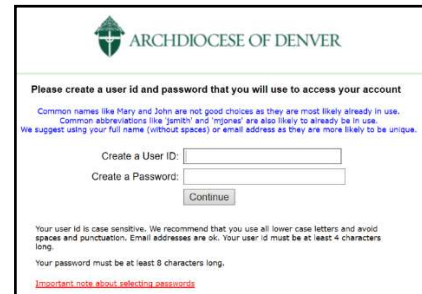 ARCHDIOCESE OF DENVER
Please create a user id and password that you will use to access your account
Common names like Mary and John are not good choices as they are most likely already in use.
Common abbreviations like 'jsmith' and 'mjones' are also likely to already be in use.
We suggest using your full name (without spaces) or email address as they are more likely to be unique.
Create a User ID:
Create a Password:
Continue
Your user id is case sensitive. We recommend that you use all lower case letters and avoid
spaces and punctuation. Email addresses are ok. Your user id must be at least 4 characters
long.
Your password must be at least 8 characters long.
Important note about selecting passwords